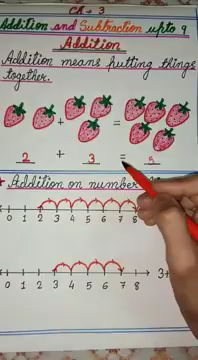 CH - 3
Addition and Subtraction upto 9
Addition
Addition means putting things
together.
+ =
2 + 3 = 5
Addition on number
0 1 2 3 4 5 6 7 8
0 1 2 3 4 5 6 7 8 3+